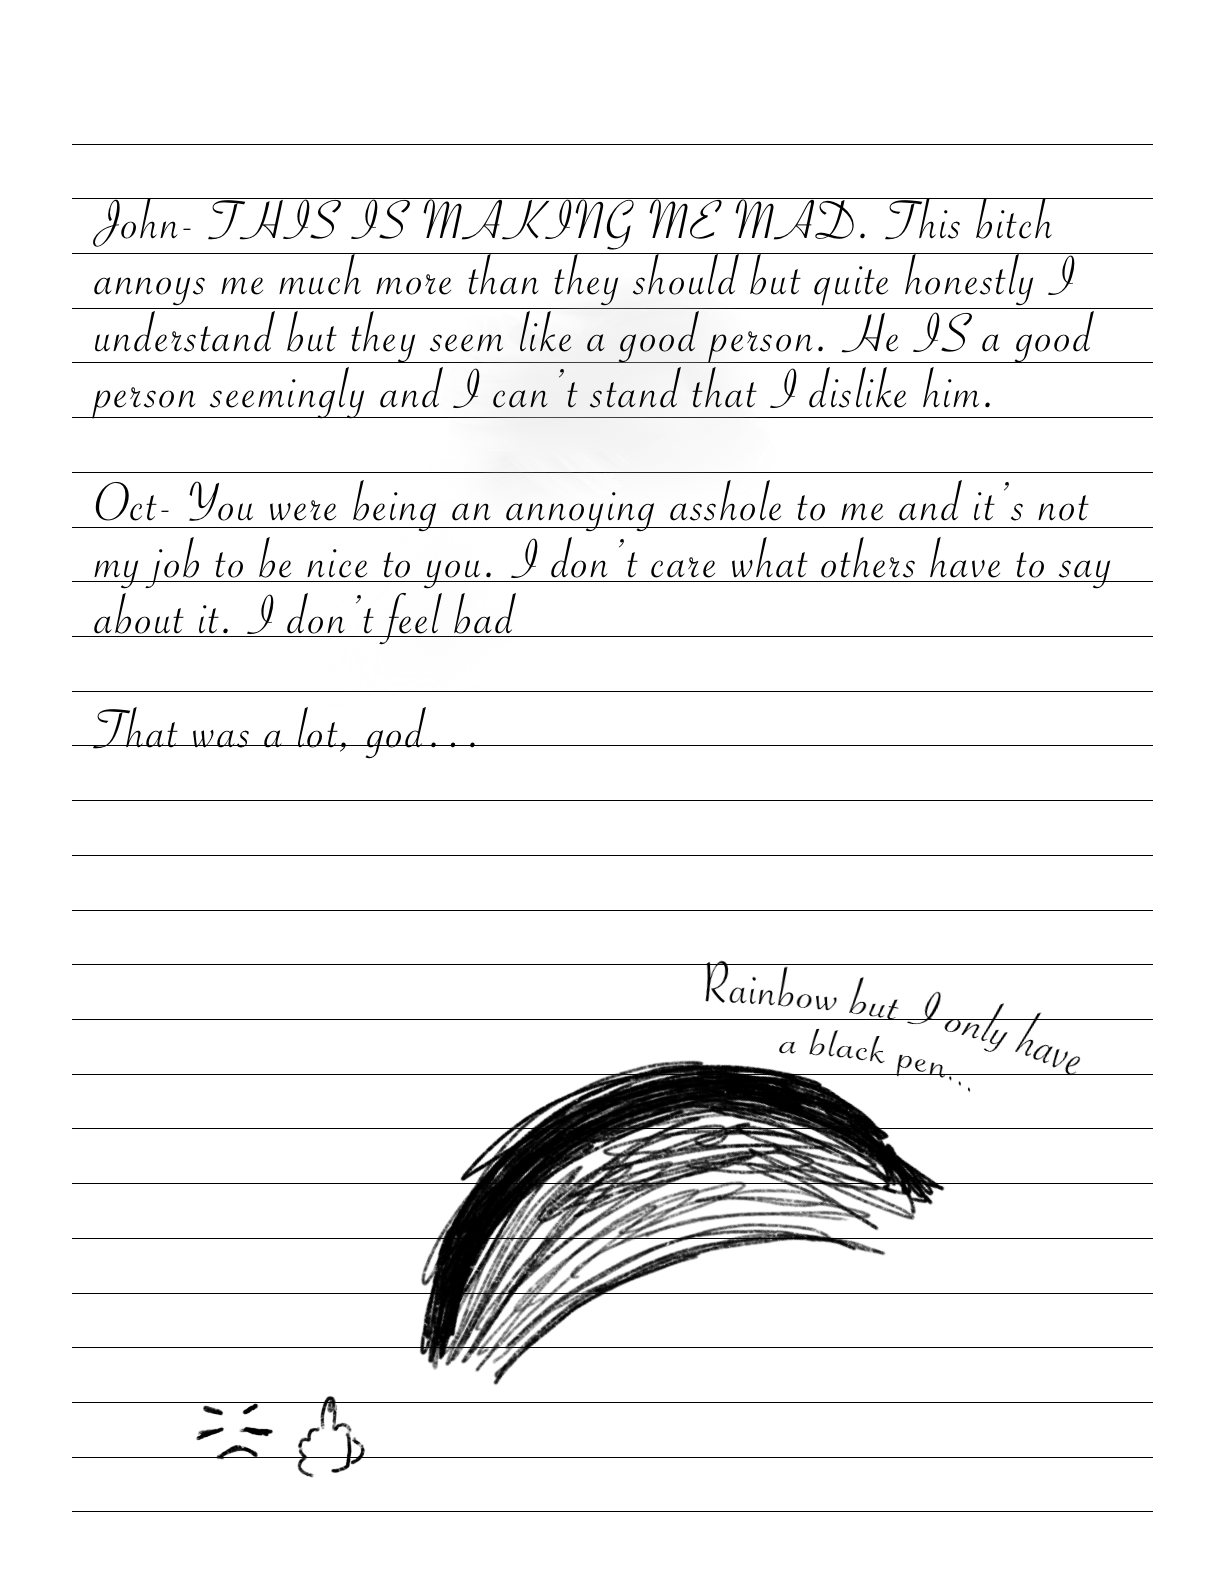 John- THIS IS MAKING ME MAD. This bitch
annoys me much more than they should but quite honestly I
understand but they seem like a good person. He IS a good
person seemingly and I can't stand that I dislike him.
Oct- You were being an annoying asshole to me and it's not
my job to be nice to you. I don't care what others have to say
about it. I don't feel bad
That was a lot, god...
Rainbow but I only have
a black pen...